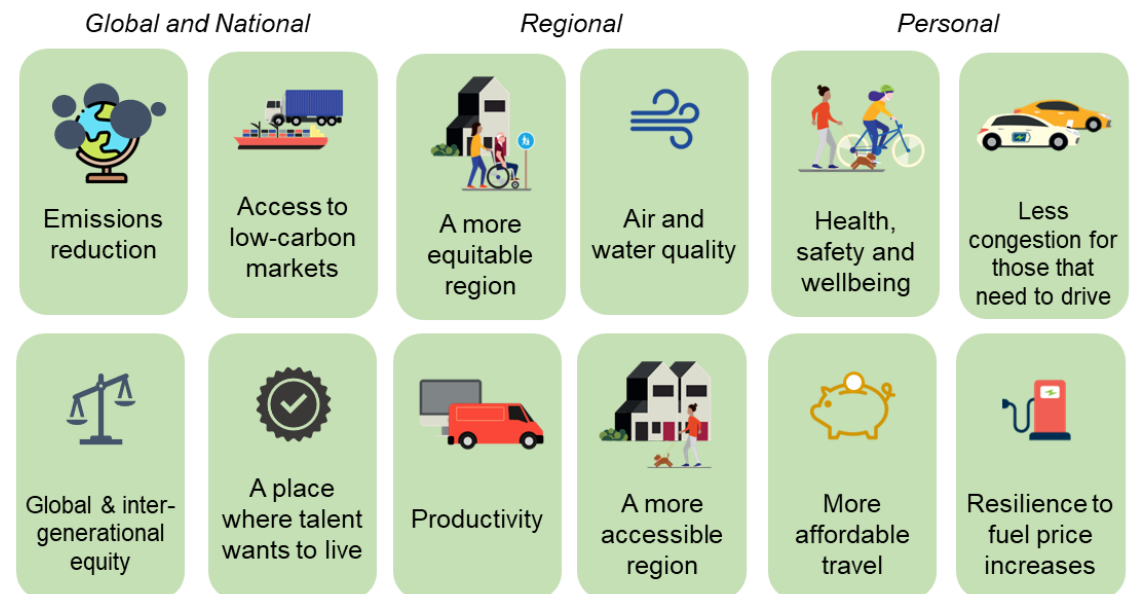 Global and National
Regional
Personal
Emissions
reduction
Access to
low-carbon
markets
A more
equitable
region
Air and
water quality
Health,
safety and
wellbeing
Less
congestion for
those that
need to drive
Global & inter-
generational
equity
A place
where talent
wants to live
Productivity
A more
accessible
region
More
affordable
travel
Resilience to
fuel price
increases